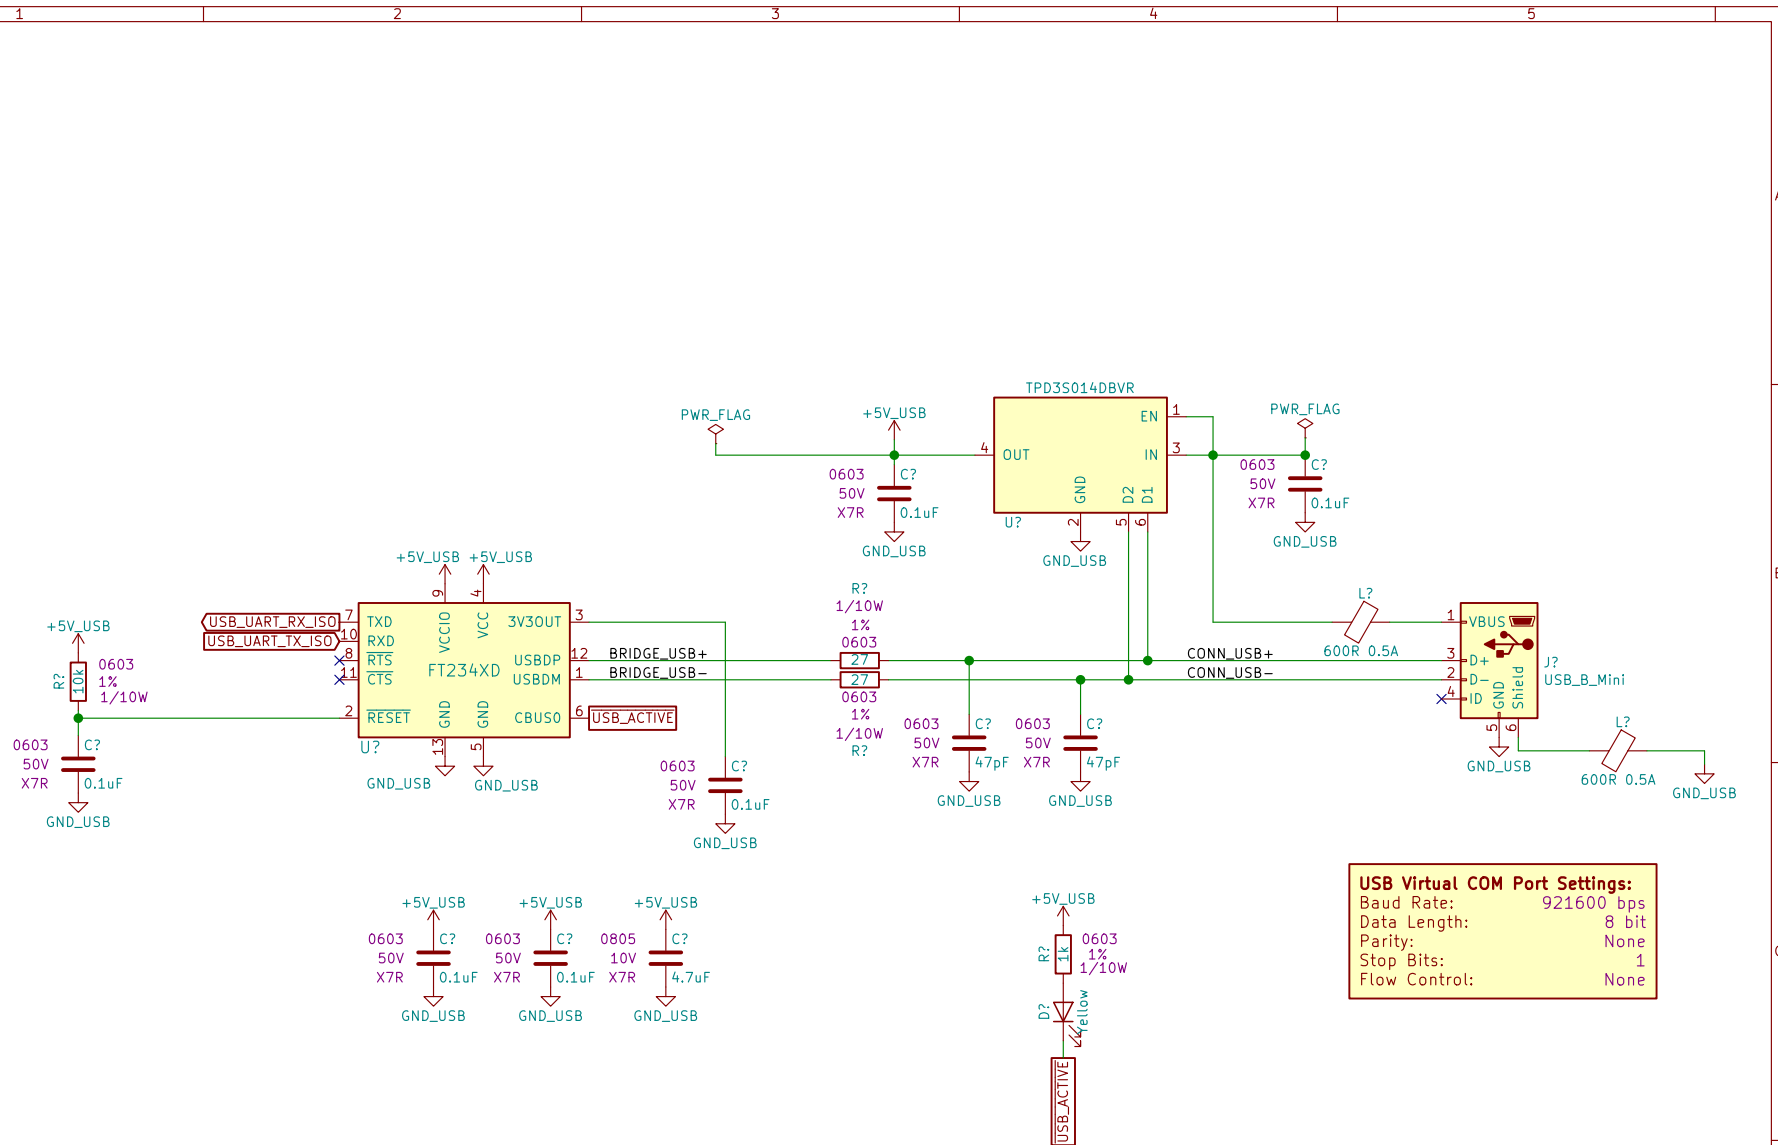 1 2 3 4 5
A
B
C
TPD3S014DBVR
EN 1
OUT 4
IN 3
GND 2
D2 5
D1 6
U?
GND_USB
PWR_FLAG
+5V_USB
0603 C?
50V
X7R 0.1uF
GND_USB
PWR_FLAG
0603 C?
50V
X7R 0.1uF
GND_USB
+5V_USB +5V_USB
9 4
USB_UART_RX_ISO 7 TXD
USB_UART_TX_ISO 10 RXD
8 RTS
11 CTS
2 RESET
VCCIO VCC
FT234XD
3V3OUT 3
USBDP 12
USBDM 1
CBUS0 6 USB_ACTIVE
GND GND
13 5
U?
GND_USB GND_USB
+5V_USB
R? 10k
0603
1%
1/10W
0603 C?
50V
X7R 0.1uF
GND_USB
BRIDGE_USB+
BRIDGE_USB-
R?
1/10W
1%
0603
27
27
0603
1%
1/10W
R?
0603 C?
50V
X7R 0.1uF
GND_USB
0603 C?
50V
X7R 47pF
GND_USB
0603 C?
50V
X7R 47pF
GND_USB
CONN_USB+
CONN_USB-
L?
600R 0.5A
1 VBUS
3 D+
2 D-
4 ID
GND Shield
5 6
J?
USB_B_Mini
GND_USB
L?
600R 0.5A
GND_USB
+5V_USB
0603 C?
50V
X7R 0.1uF
GND_USB
+5V_USB
0603 C?
50V
X7R 0.1uF
GND_USB
+5V_USB
0805 C?
10V
X7R 4.7uF
GND_USB
+5V_USB
R? 1k
0603
1%
1/10W
D? Yellow
USB_ACTIVE
USB Virtual COM Port Settings:
Baud Rate: 921600 bps
Data Length: 8 bit
Parity: None
Stop Bits: 1
Flow Control: None